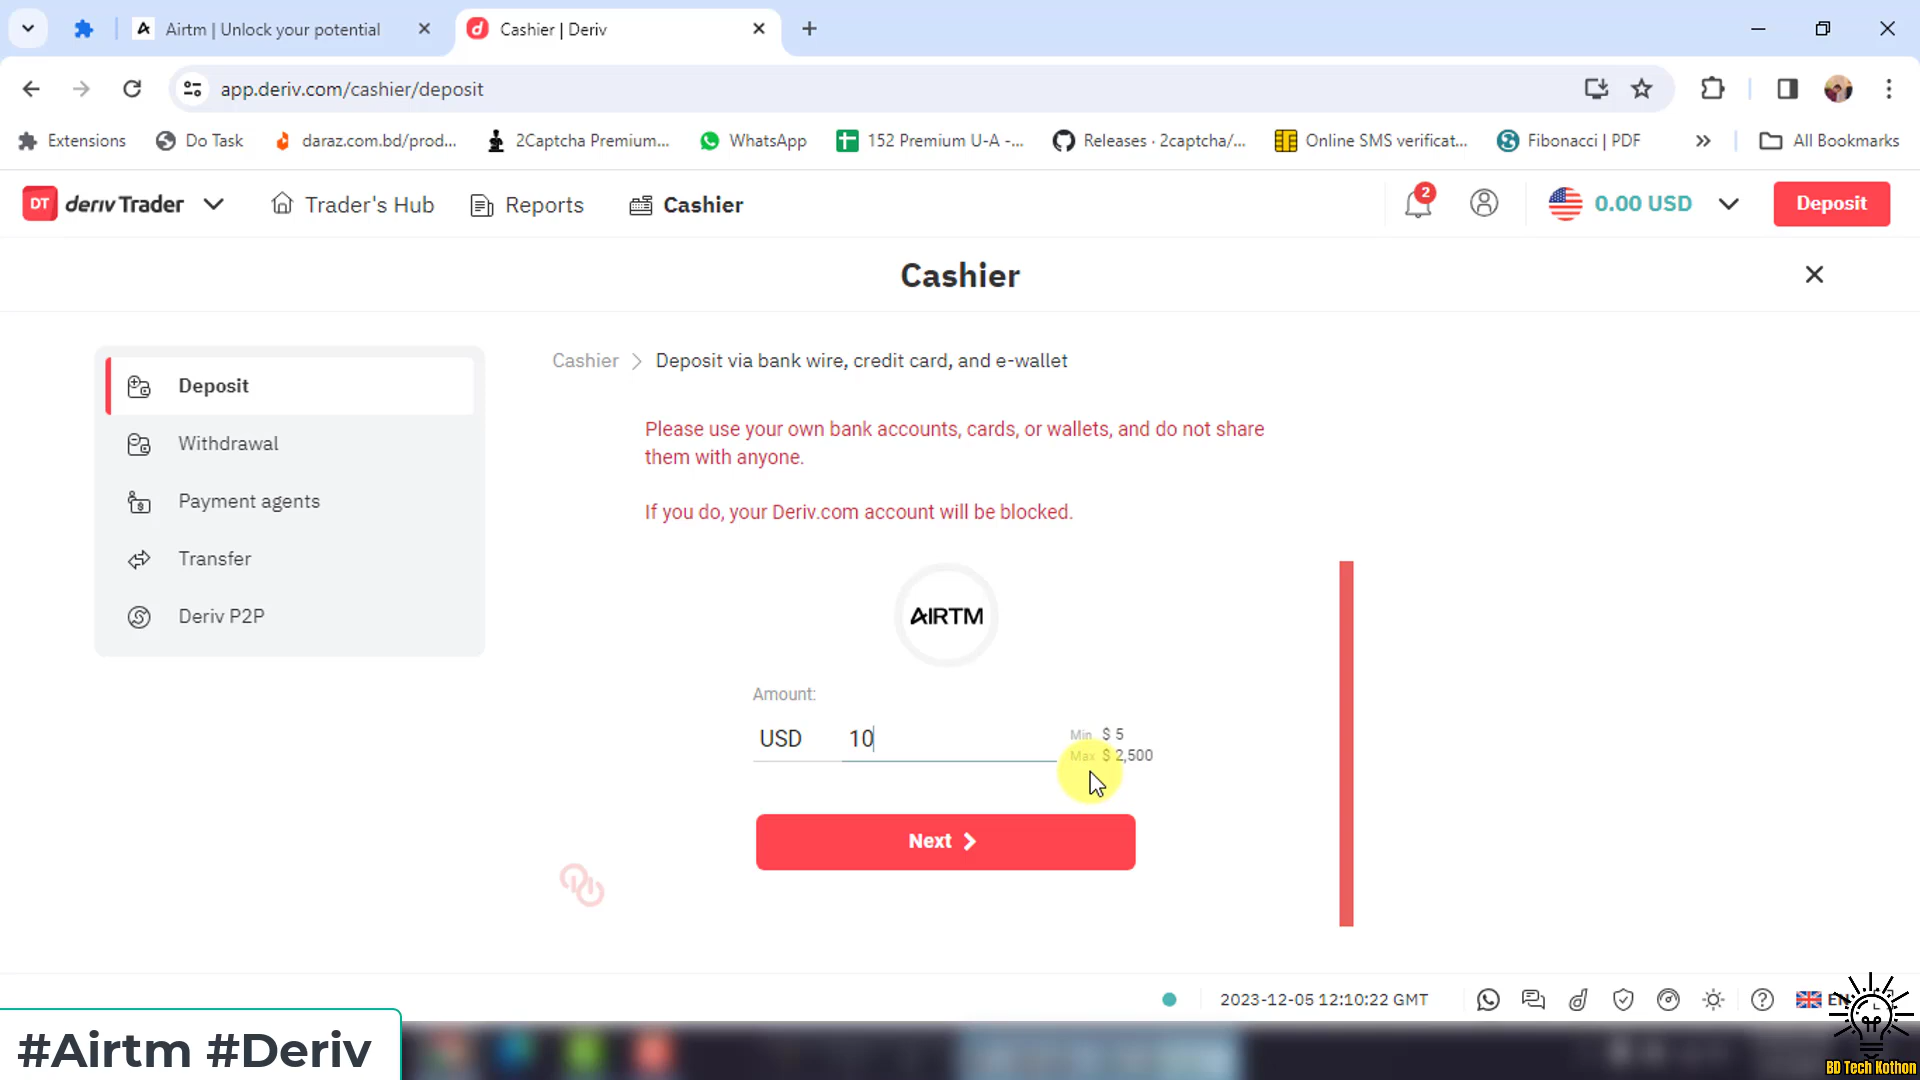 Airtm | Unlock your potential
Cashier | Deriv
app.deriv.com/cashier/deposit
Extensions
Do Task
daraz.com.bd/prod...
2Captcha Premium...
WhatsApp
152 Premium U-A -...
Releases · 2captcha/...
Online SMS verificat...
Fibonacci | PDF
All Bookmarks
DT
deriv Trader
Trader's Hub
Reports
Cashier
2
0.00 USD
Deposit
Cashier
Deposit
Withdrawal
Payment agents
Transfer
Deriv P2P
Cashier > Deposit via bank wire, credit card, and e-wallet
Please use your own bank accounts, cards, or wallets, and do not share
them with anyone.
If you do, your Deriv.com account will be blocked.
AIRTM
Amount:
USD 10
Min $ 5
Max $ 2,500
Next
2023-12-05 12:10:22 GMT
EN
#Airtm #Deriv
BD Tech Kothon